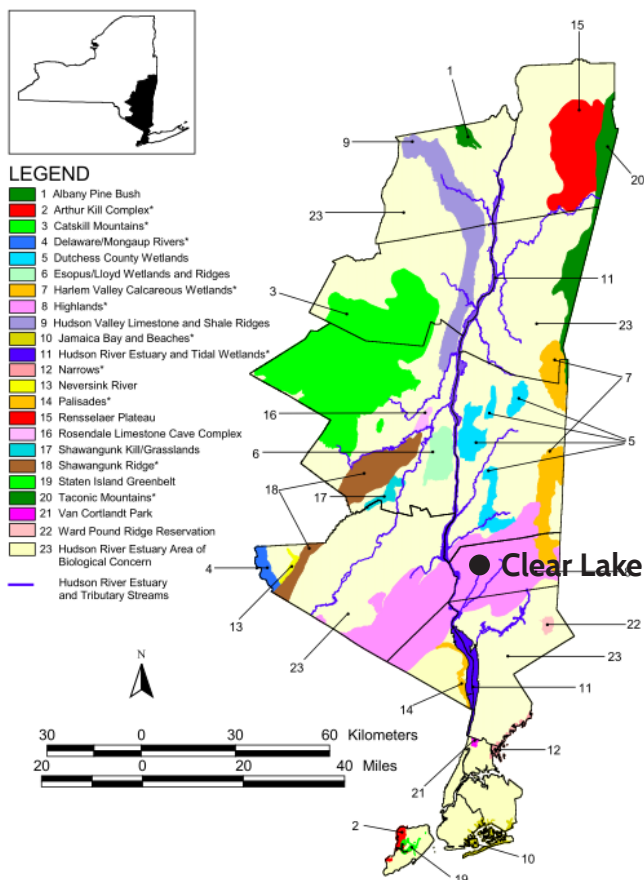 LEGEND
1 Albany Pine Bush
2 Arthur Kill Complex*
3 Catskill Mountains*
4 Delaware/Mongaup Rivers*
5 Dutchess County Wetlands
6 Esopus/Lloyd Wetlands and Ridges
7 Harlem Valley Calcareous Wetlands*
8 Highlands*
9 Hudson Valley Limestone and Shale Ridges
10 Jamaica Bay and Beaches*
11 Hudson River Estuary and Tidal Wetlands*
12 Narrows*
13 Neversink River
14 Palisades*
15 Rensselaer Plateau
16 Rosendale Limestone Cave Complex
17 Shawangunk Kill/Grasslands
18 Shawangunk Ridge*
19 Staten Island Greenbelt
20 Taconic Mountains*
21 Van Cortlandt Park
22 Ward Pound Ridge Reservation
23 Hudson River Estuary Area of
Biological Concern
Hudson River Estuary
and Tributary Streams
N
30 0 30 60 Kilometers
20 0 20 40 Miles
15
1
9
20
23
11
3
23
7
16
5
6
18
17
Clear Lake
4
13
22
23
23
14
11
12
21
2
10
19